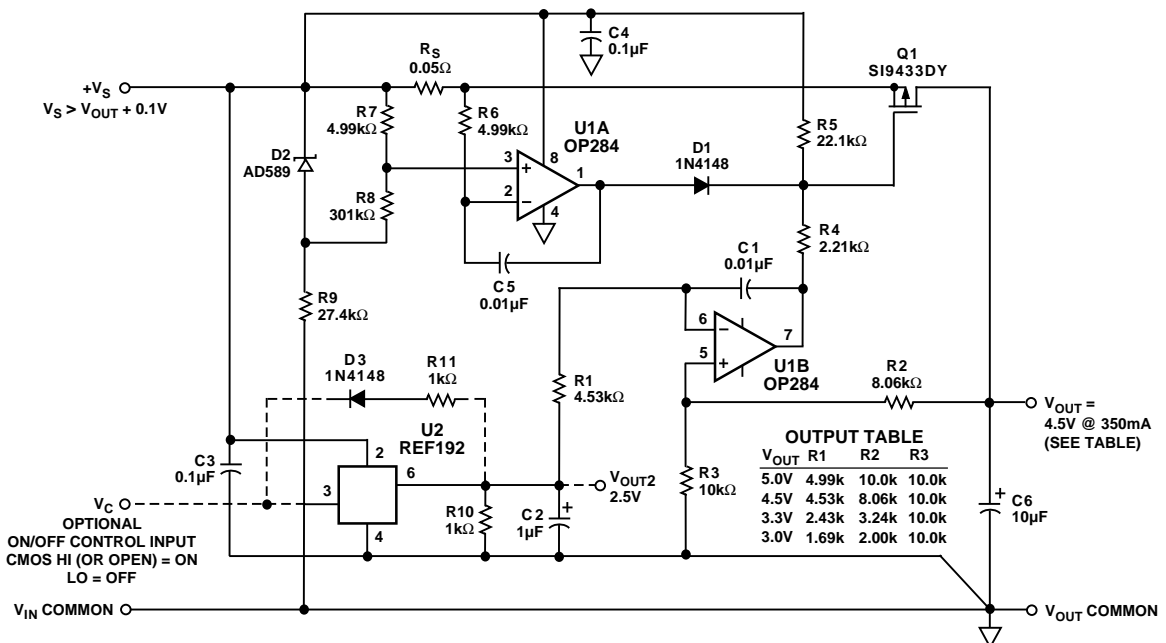 C4
0.1µF
RS
0.05Ω
Q1
SI9433DY
+VS
VS > VOUT + 0.1V
R7
4.99kΩ
R6
4.99kΩ
U1A
OP284
R5
22.1kΩ
D1
1N4148
D2
AD589
3
+
8
1
2
−
4
R8
301kΩ
R4
2.21kΩ
C5
0.01µF
C1
0.01µF
R9
27.4kΩ
6
−
7
5
+
U1B
OP284
R2
8.06kΩ
D3
1N4148
R11
1kΩ
R1
4.53kΩ
VOUT =
4.5V @ 350mA
(SEE TABLE)
U2
REF192
C3
0.1µF
2
6
3
4
VOUT2
2.5V
R3
10kΩ
OUTPUT TABLE
VOUT R1 R2 R3
5.0V 4.99k 10.0k 10.0k
4.5V 4.53k 8.06k 10.0k
3.3V 2.43k 3.24k 10.0k
3.0V 1.69k 2.00k 10.0k
+
C6
10µF
VC
OPTIONAL
ON/OFF CONTROL INPUT
CMOS HI (OR OPEN) = ON
LO = OFF
R10
1kΩ
+
C2
1µF
VIN COMMON
VOUT COMMON